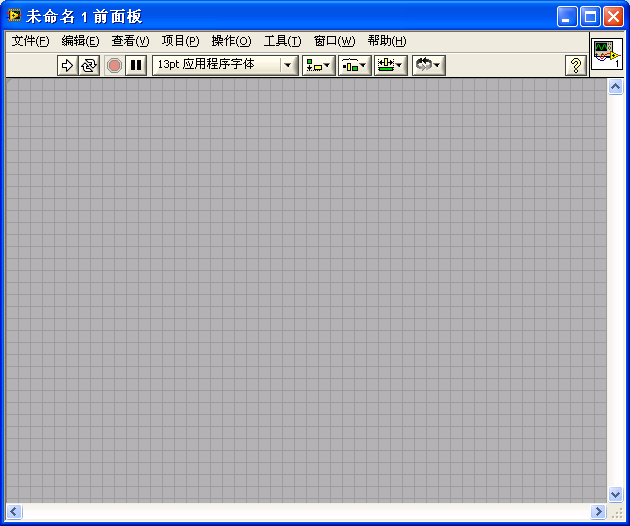 未命名 1 前面板
文件(F) 编辑(E) 查看(V) 项目(P) 操作(O) 工具(T) 窗口(W) 帮助(H)
13pt 应用程序字体 ?
1